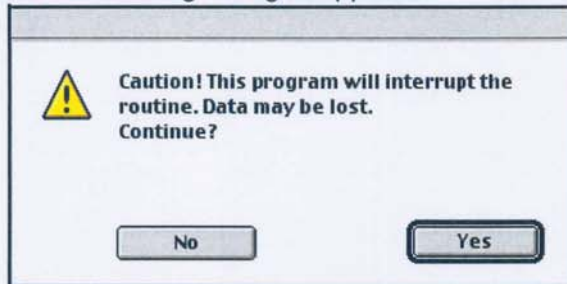 Caution! This program will interrupt the
routine. Data may be lost.
Continue?
No
Yes